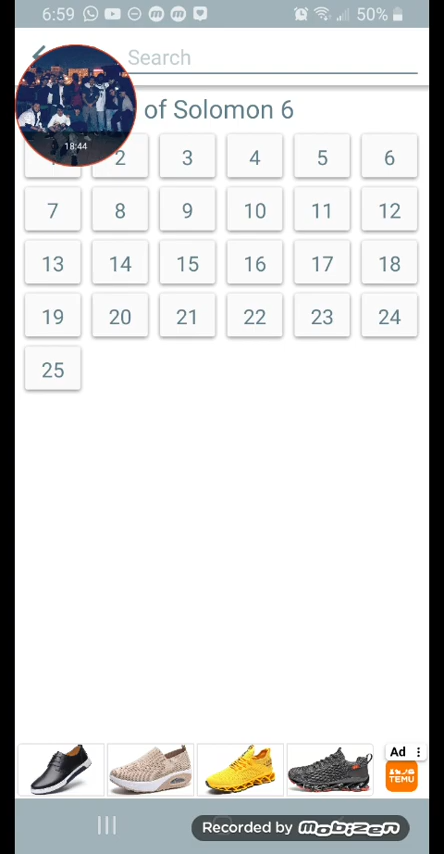 6:59 50%
Search
of Solomon 6
18:44
2 3 4 5 6
7 8 9 10 11 12
13 14 15 16 17 18
19 20 21 22 23 24
25
Ad
TEMU
Recorded by Mobizen